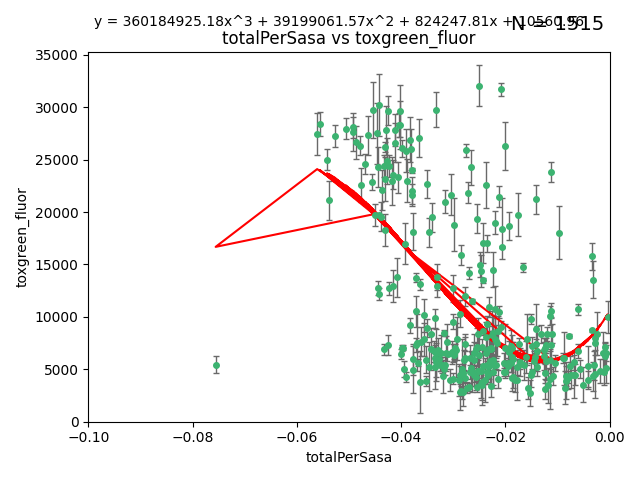 y = 360184925.18x^3 + 39199061.57x^2 + 824247.81x + 10560.96
N = 1515
totalPerSasa vs toxgreen_fluor
35000
30000
25000
20000
15000
10000
5000
0
toxgreen_fluor
−0.10
−0.08
−0.06
−0.04
−0.02
0.00
totalPerSasa